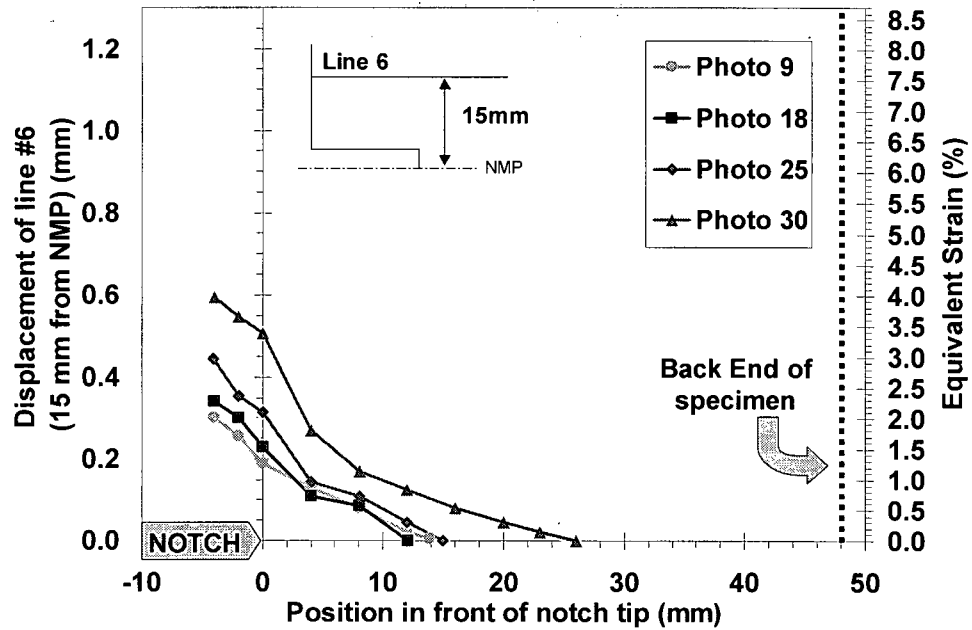 Displacement of line #6
(15 mm from NMP) (mm)
1.2
1.0
0.8
0.6
0.4
0.2
0.0
Line 6
15mm
NMP
Photo 9
Photo 18
Photo 25
Photo 30
Back End of
specimen
NOTCH
8.5
8.0
7.5
7.0
6.5
6.0
5.5
5.0
4.5
4.0
3.5
3.0
2.5
2.0
1.5
1.0
0.5
0.0
Equivalent Strain (%)
-10 0 10 20 30 40 50
Position in front of notch tip (mm)